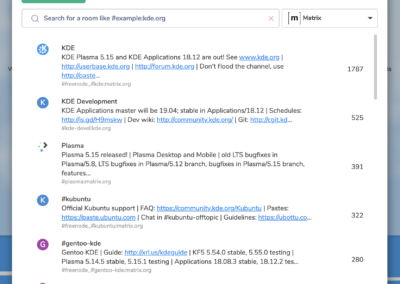 Search for a room like #example:kde.org
[m] Matrix
KDE
KDE Plasma 5.15 and KDE Applications 18.12 are out! See www.kde.org |
http://userbase.kde.org | http://forum.kde.org | Don't flood the channel, use
http://paste...
#freenode_#kde:matrix.org
1787
KDE Development
KDE Applications master will be 19.04; stable in Applications/18.12 | Schedules:
http://is.gd/H9mskw | Dev wiki: http://community.kde.org/ | Git: http://cgit.kd...
#kde-devel:kde.org
525
Plasma
Plasma 5.15 released! | Plasma Desktop and Mobile | old LTS bugfixes in
Plasma/5.8, LTS bugfixes in Plasma/5.12 branch, bugfixes in Plasma/5.15 branch,
features...
#plasma:matrix.org
391
K
#kubuntu
Official Kubuntu support | FAQ: https://community.kde.org/Kubuntu | Pastes:
https://paste.ubuntu.com | Chat in #kubuntu-offtopic | Guidelines: https://ubottu.co...
#freenode_#kubuntu:matrix.org
322
G
#gentoo-kde
Gentoo KDE | Guide: http://xrl.us/kdeguide | KF5 5.54.0 stable, 5.55.0 testing |
Plasma 5.14.5 stable, 5.15.1 testing | Applications 18.08.3 stable, 18.12.2 tes...
#freenode_#gentoo-kde:matrix.org
280